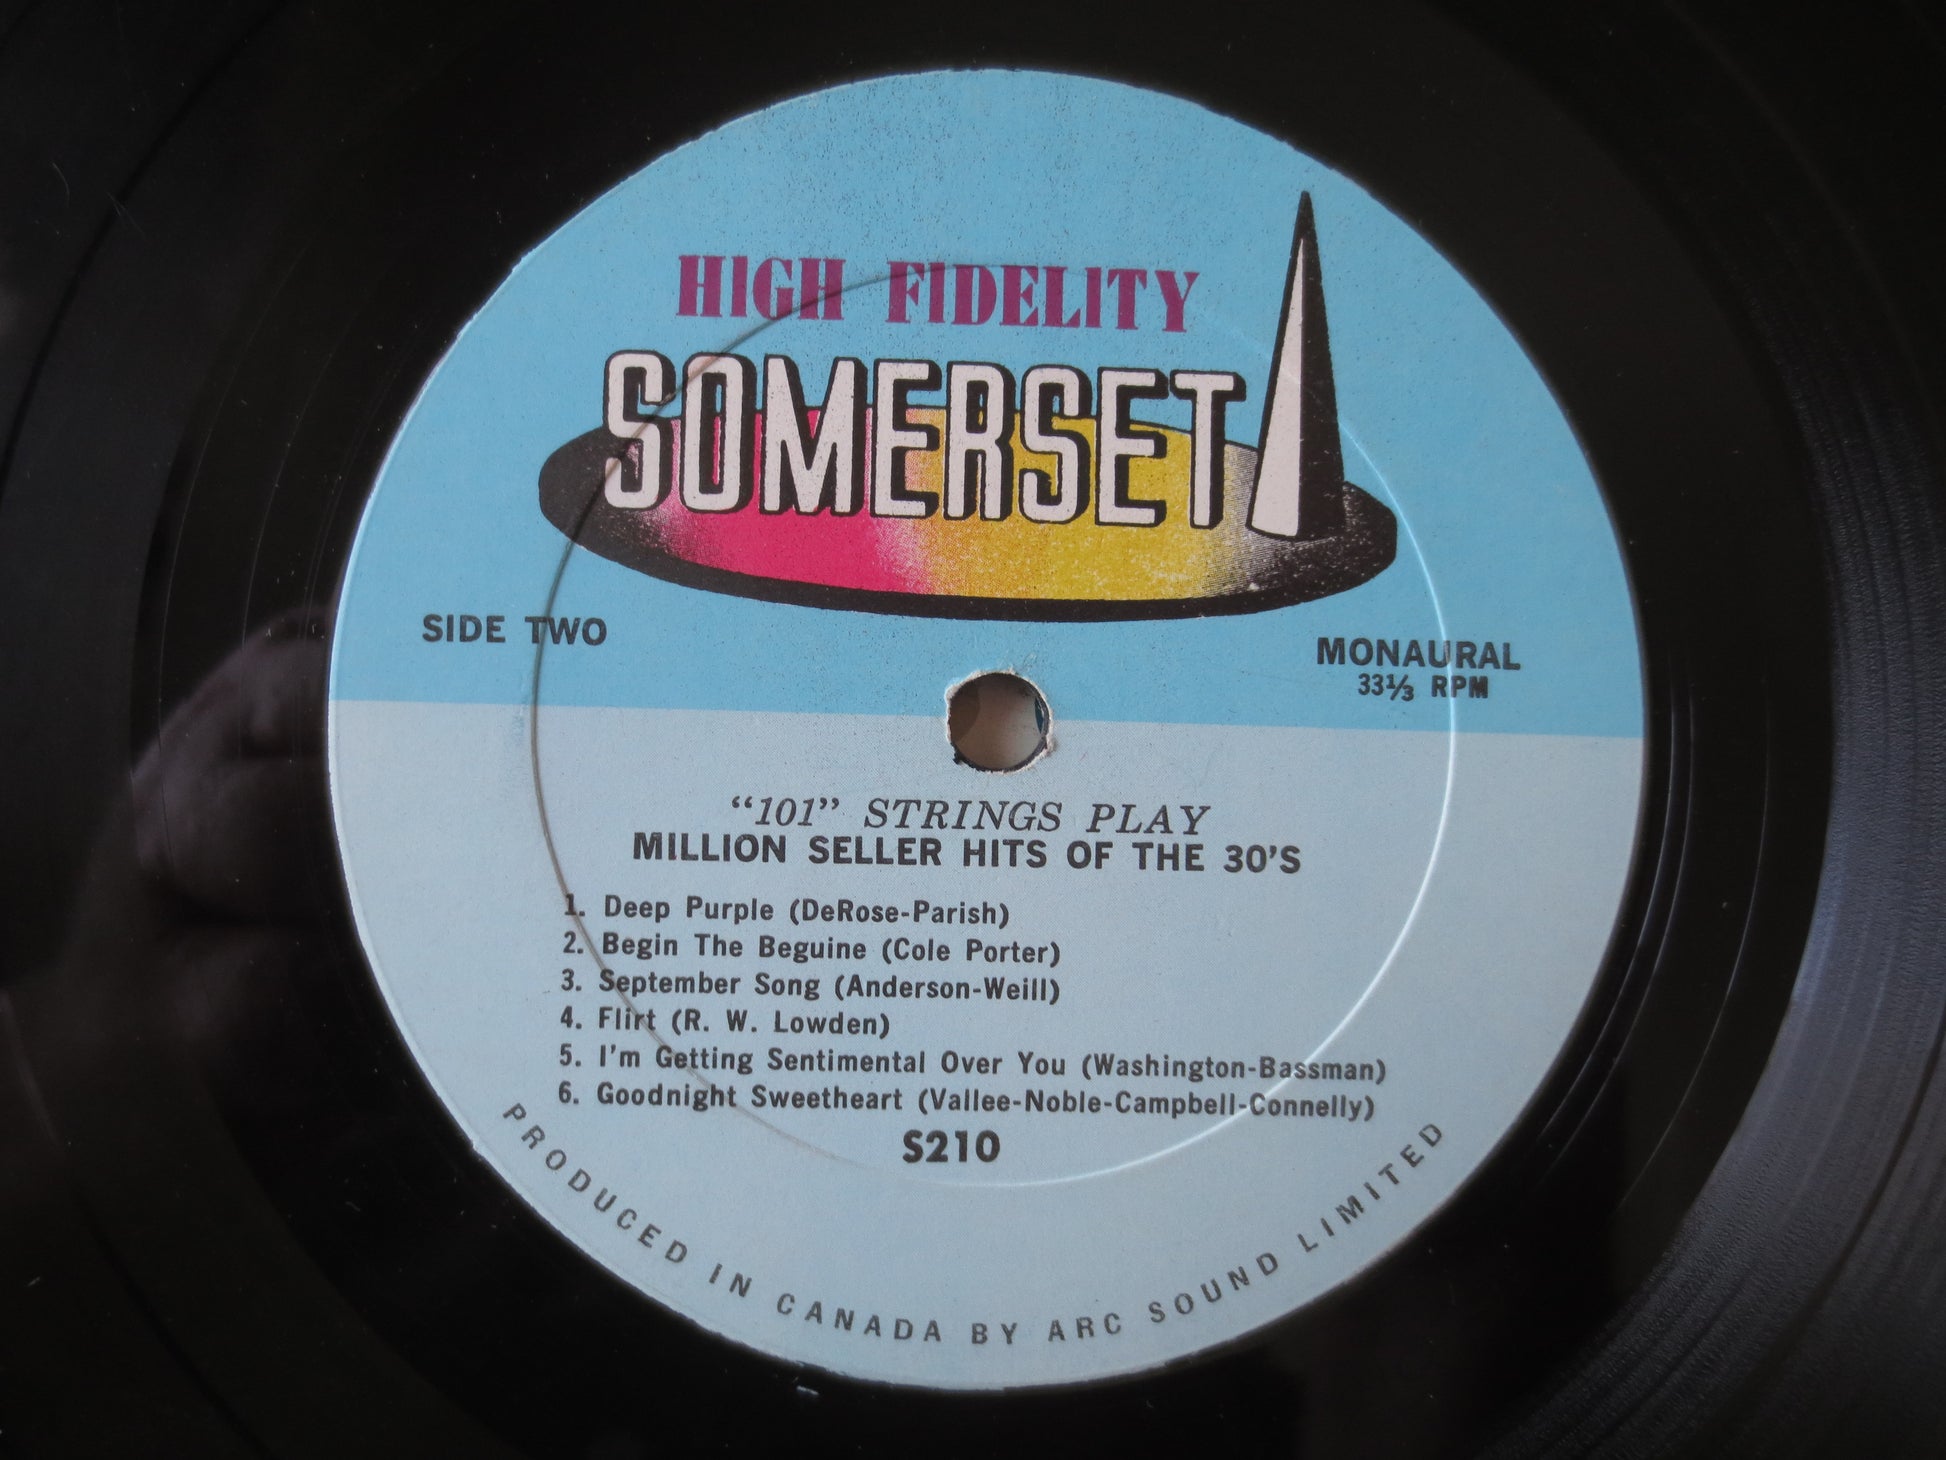 HIGH FIDELITY
SOMERSET
SIDE TWO
MONAURAL
33⅓ RPM
"101" STRINGS PLAY
MILLION SELLER HITS OF THE 30'S
1. Deep Purple (DeRose-Parish)
2. Begin The Beguine (Cole Porter)
3. September Song (Anderson-Weill)
4. Flirt (R. W. Lowden)
5. I'm Getting Sentimental Over You (Washington-Bassman)
6. Goodnight Sweetheart (Vallee-Noble-Campbell-Connelly)
S210
PRODUCED IN CANADA BY ARC SOUND LIMITED